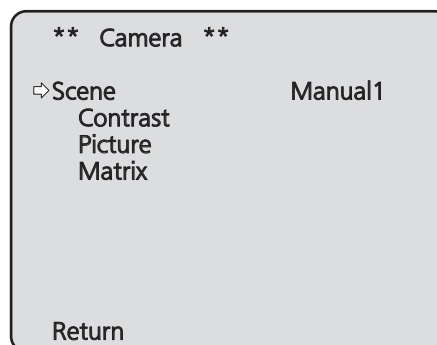 ** Camera **
⇨Scene Manual1
Contrast
Picture
Matrix
Return